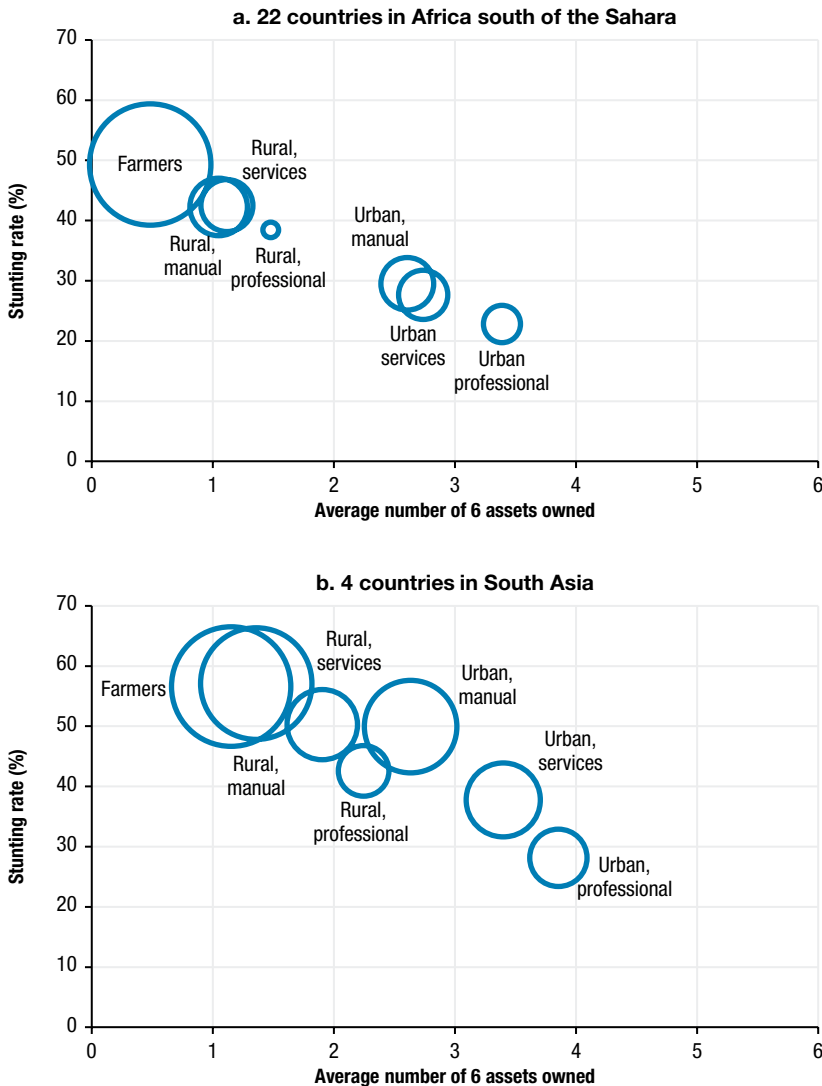 a. 22 countries in Africa south of the Sahara
Stunting rate (%)
70
60
50
40
30
20
10
0
Farmers
Rural,
services
Rural,
manual
Rural,
professional
Urban,
manual
Urban
services
Urban
professional
0 1 2 3 4 5 6
Average number of 6 assets owned
b. 4 countries in South Asia
Stunting rate (%)
70
60
50
40
30
20
10
0
Farmers
Rural,
services
Rural,
manual
Rural,
professional
Urban,
manual
Urban,
services
Urban,
professional
0 1 2 3 4 5 6
Average number of 6 assets owned